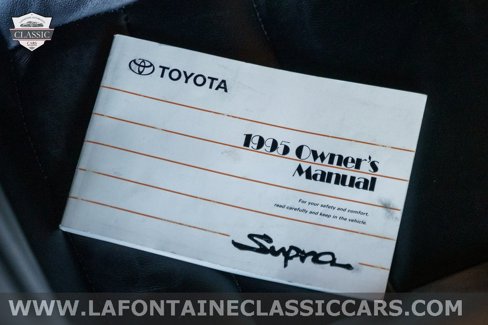 CLASSIC
CARS
TOYOTA
1995 Owner's
Manual
For your safety and comfort,
read carefully and keep in the vehicle.
Supra
WWW.LAFONTAINECLASSICCARS.COM